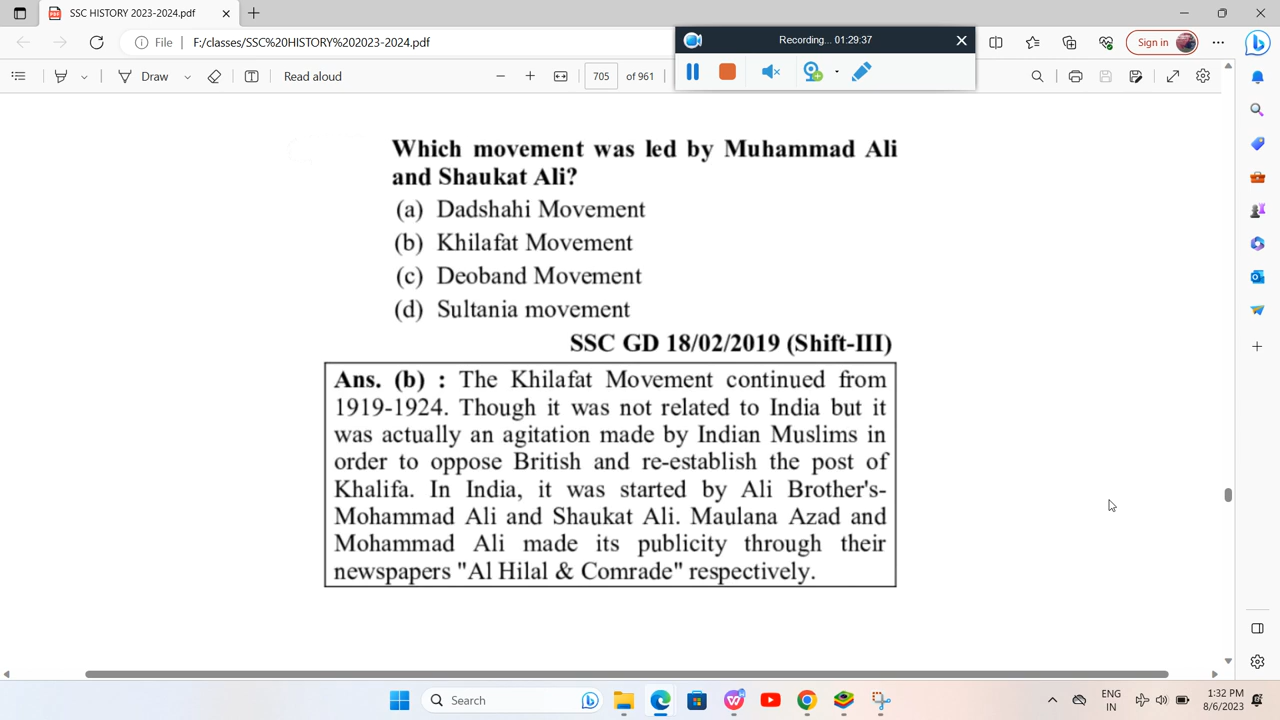 SSC HISTORY 2023-2024.pdf
File
F:/classes/SSC%20HISTORY%202023-2024.pdf
Recording... 01:29:37
Sign in
Draw
Read aloud
705 of 961
Which movement was led by Muhammad Ali
and Shaukat Ali?
(a) Dadshahi Movement
(b) Khilafat Movement
(c) Deoband Movement
(d) Sultania movement
SSC GD 18/02/2019 (Shift-III)
Ans. (b) : The Khilafat Movement continued from
1919-1924. Though it was not related to India but it
was actually an agitation made by Indian Muslims in
order to oppose British and re-establish the post of
Khalifa. In India, it was started by Ali Brother's-
Mohammad Ali and Shaukat Ali. Maulana Azad and
Mohammad Ali made its publicity through their
newspapers "Al Hilal & Comrade" respectively.
Search
ENG
IN
1:32 PM
8/6/2023